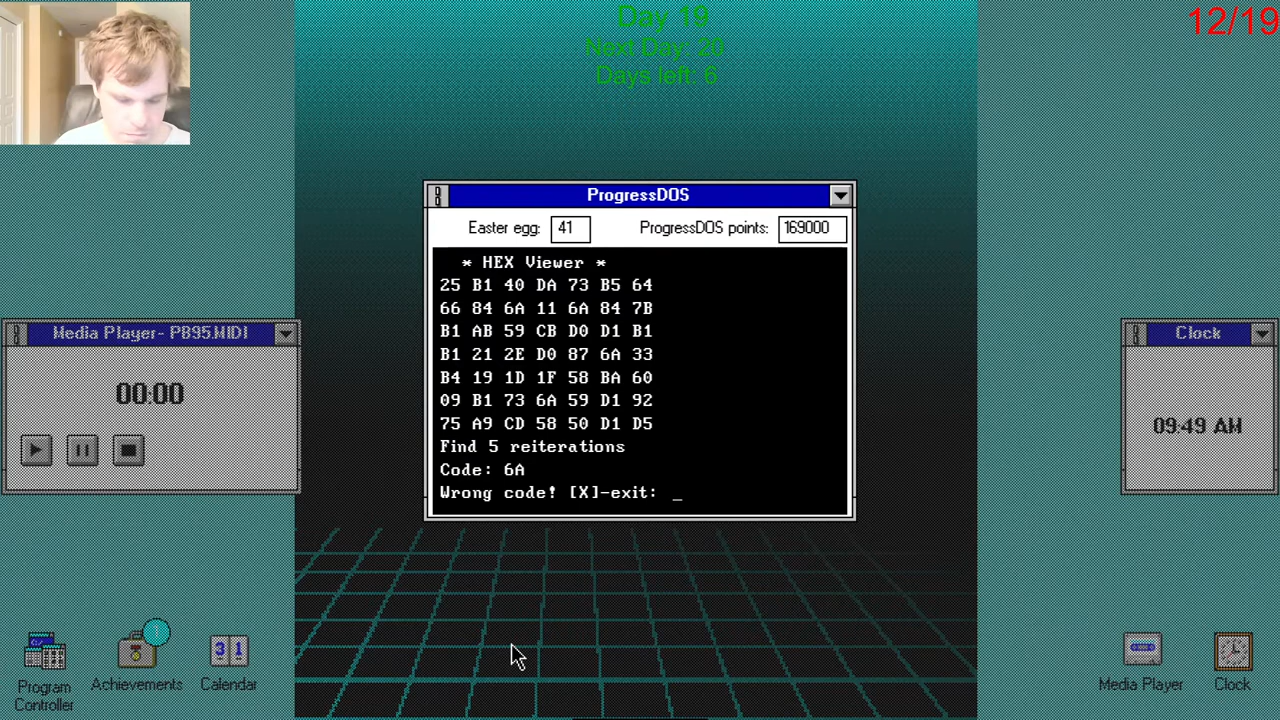 Day 19
Next Day: 20
Days left: 6
12/19
ProgressDOS
Easter egg: 41 ProgressDOS points: 169000
* HEX Viewer *
25 B1 40 DA 73 B5 64
66 84 6A 11 6A 84 7B
B1 AB 59 CB D0 D1 B1
B1 21 2E D0 87 6A 33
B4 19 1D 1F 58 BA 60
09 B1 73 6A 59 D1 92
75 A9 CD 58 50 D1 D5
Find 5 reiterations
Code: 6A
Wrong code! [X]-exit: _
Media Player- PB95.MIDI
00:00
Clock
09:49 AM
Program
Controller
Achievements
31
Calendar
Media Player
Clock